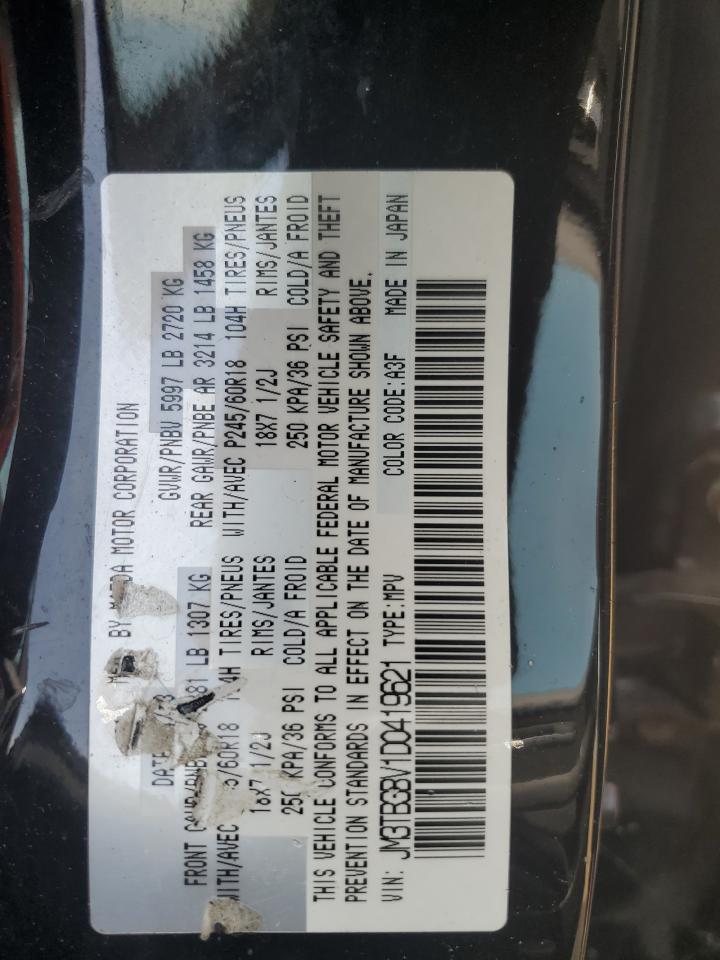 BY MOTOR CORPORATION
DATE GVWR/PNBV 5997 LB 2720 KG
FRONT LB 1307 KG REAR GAWR/PNBE AR 3214 LB 1458 KG
WITH/AVEC TIRES/PNEUS WITH/AVEC P245/60R18 104H TIRES/PNEUS
18X7 1/2J RIMS/JANTES 18X7 1/2J RIMS/JANTES
250 KPA/36 PSI COLD/A FROID 250 KPA/36 PSI COLD/A FROID
THIS VEHICLE CONFORMS TO ALL APPLICABLE FEDERAL MOTOR VEHICLE SAFETY AND THEFT
PREVENTION STANDARDS IN EFFECT ON THE DATE OF MANUFACTURE SHOWN ABOVE.
VIN: JM3TB3BV1D0419621 TYPE:MPV COLOR CODE:A3F MADE IN JAPAN